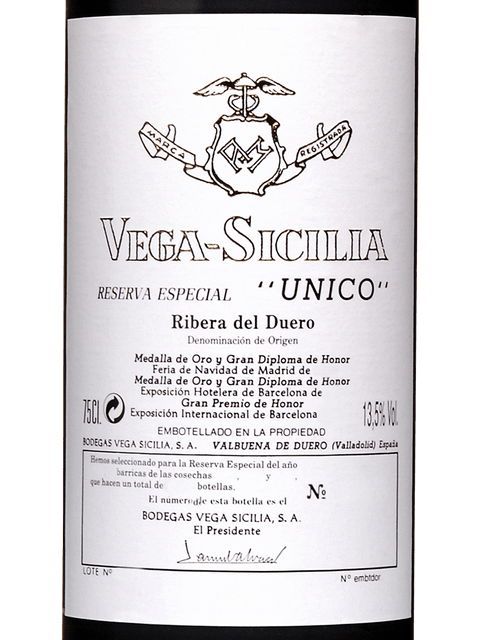 MARCA
REGISTRADA
VEGA-SICILIA
RESERVA ESPECIAL "UNICO"
Ribera del Duero
Denominación de Origen
Medalla de Oro y Gran Diploma de Honor
Feria de Navidad de Madrid de
Medalla de Oro y Gran Diploma de Honor
Exposición Hotelera de Barcelona de
Gran Premio de Honor
Exposición Internacional de Barcelona
75Cl.
13,5% Vol.
EMBOTELLADO EN LA PROPIEDAD
BODEGAS VEGA SICILIA, S. A. VALBUENA DE DUERO (Valladolid) España
Hemos seleccionado para la Reserva Especial del año
barricas de las cosechas , y ,
que hacen un total de botellas.
El numero de esta botella es el
Nº
BODEGAS VEGA SICILIA, S. A.
El Presidente
LOTE Nº
Nº embtdor.